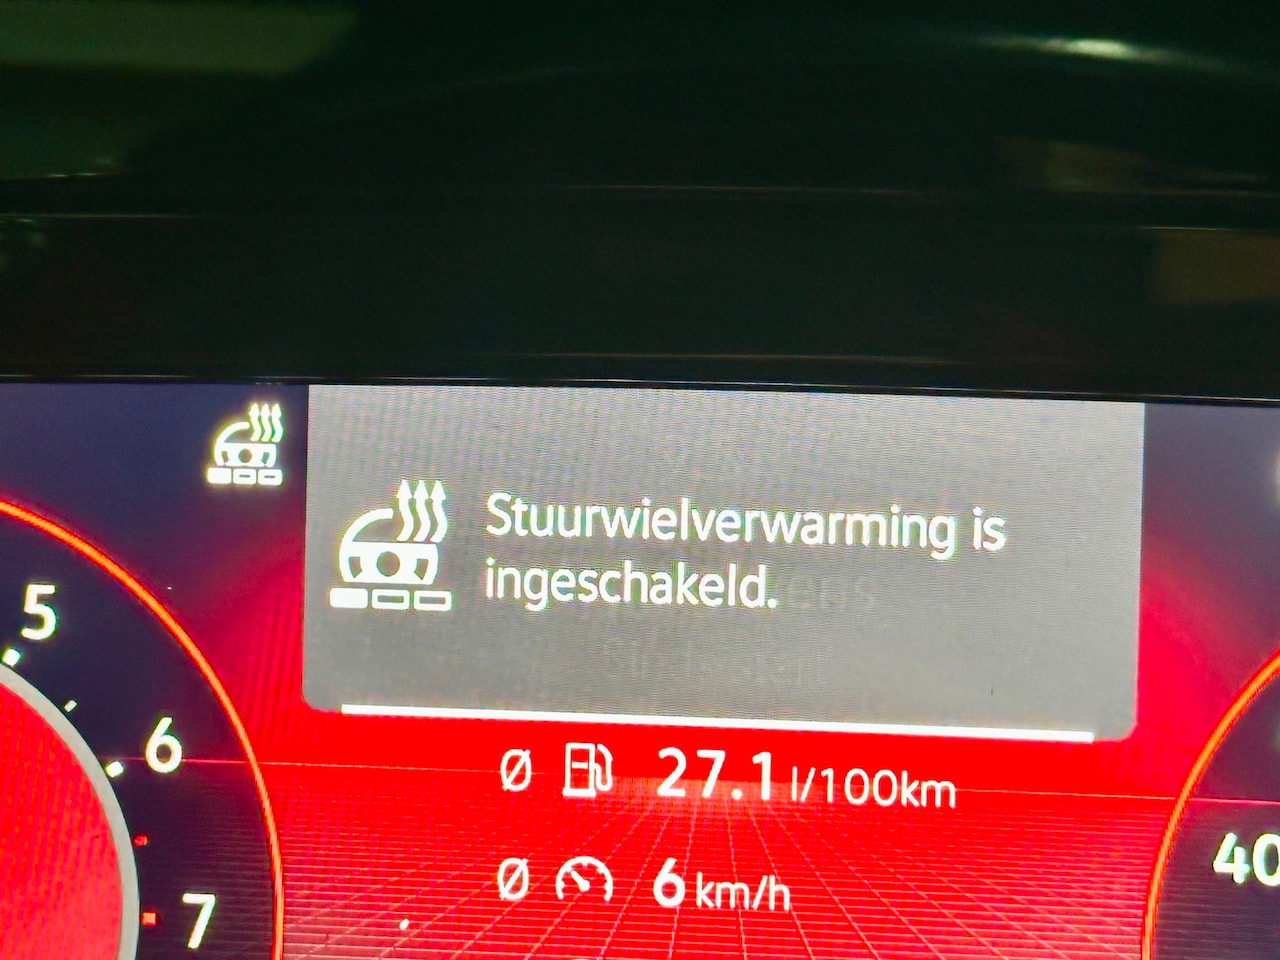 Stuurwielverwarming is
ingeschakeld.
5
6
7
Ø 27.1 l/100km
Ø 6 km/h
40